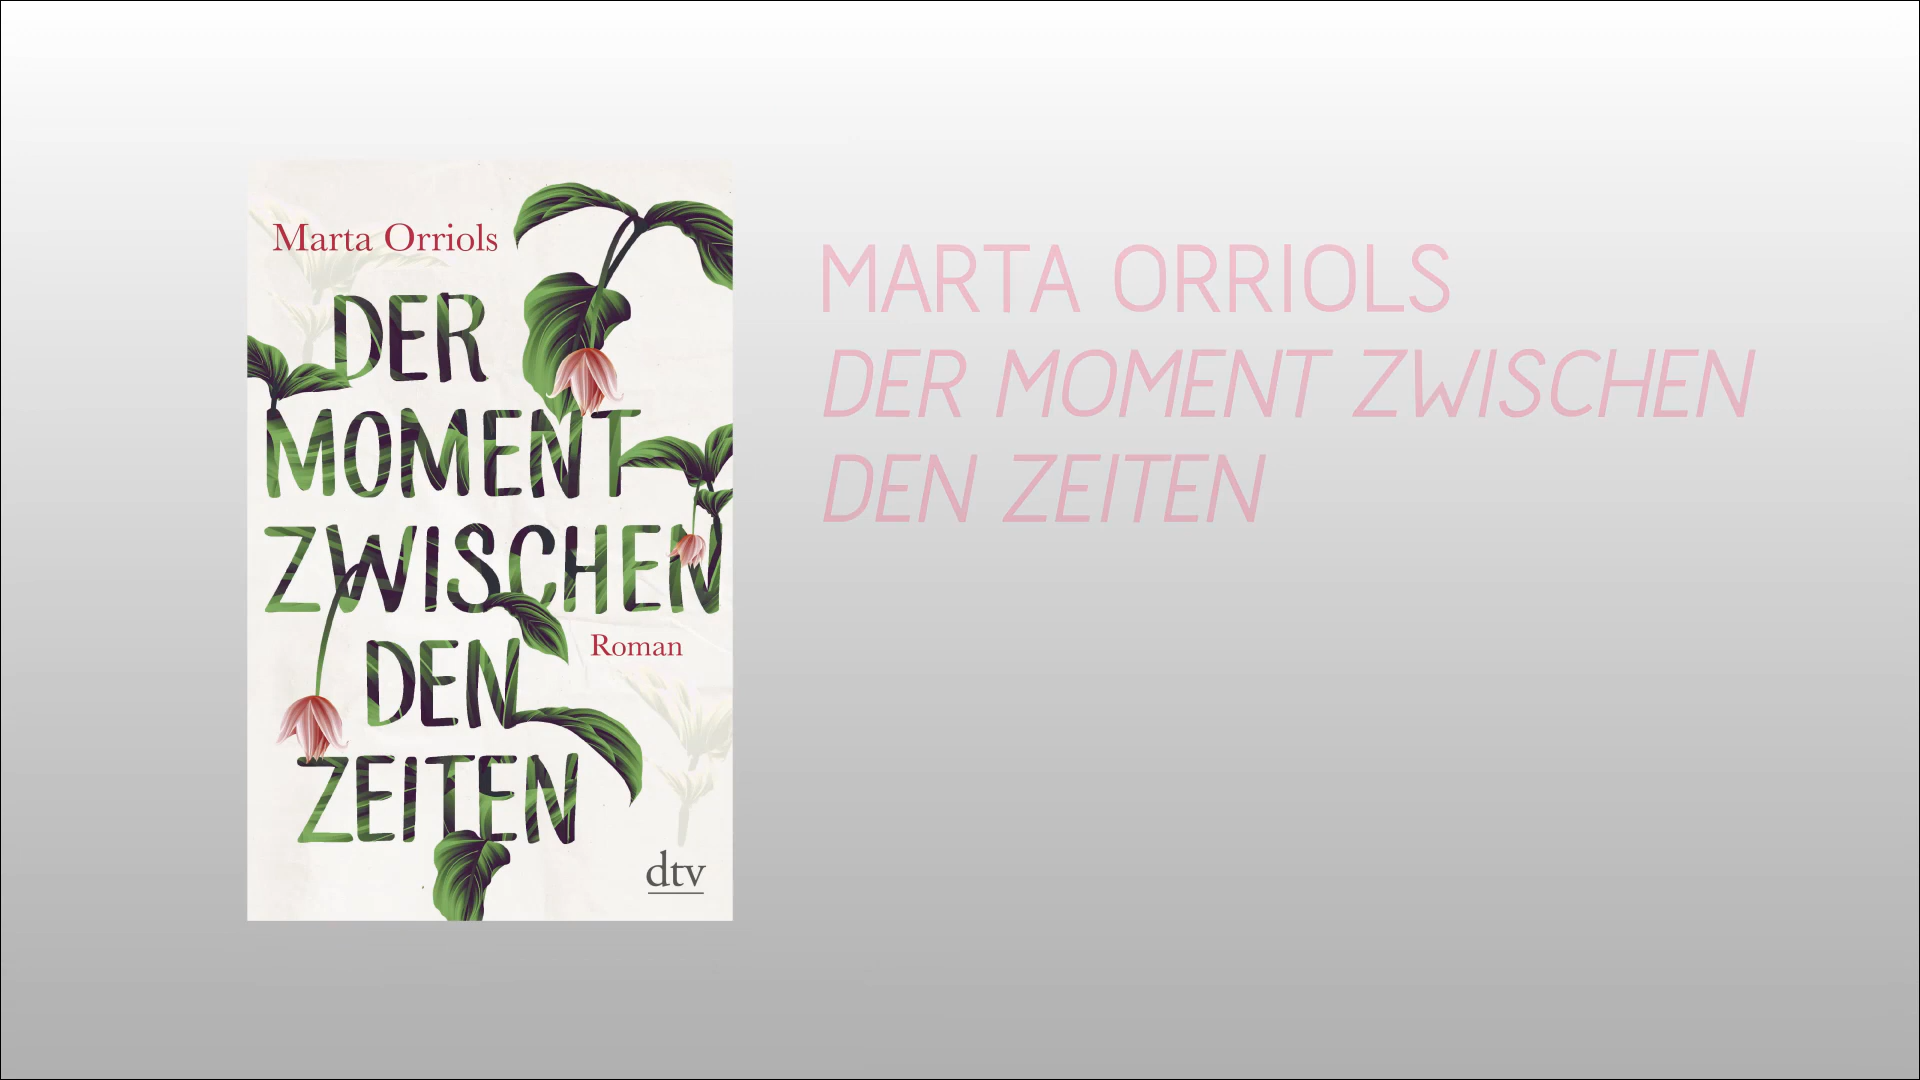 Marta Orriols
DER
MOMENT
ZWISCHEN
DEN
Roman
ZEITEN
dtv
MARTA ORRIOLS
DER MOMENT ZWISCHEN
DEN ZEITEN